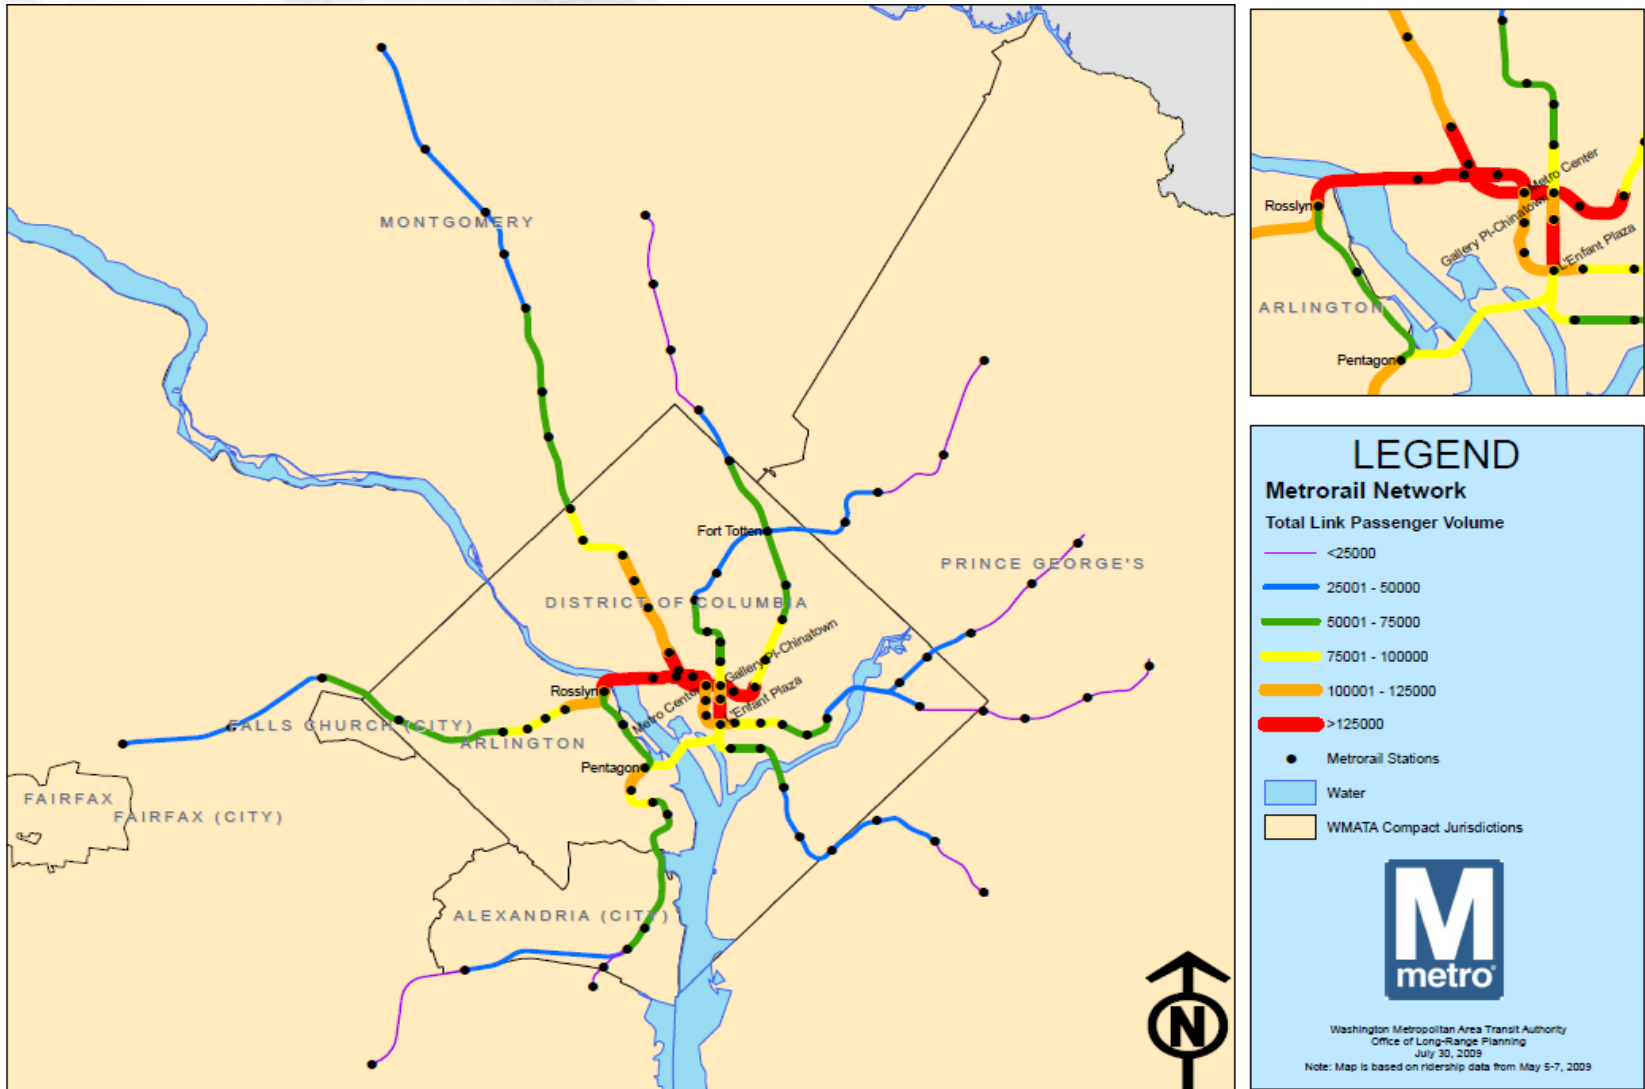 MONTGOMERY
Fort Totten
PRINCE GEORGE'S
DISTRICT OF COLUMBIA
Gallery Pl-Chinatown
Rosslyn
Metro Center
L'Enfant Plaza
FALLS CHURCH (CITY)
ARLINGTON
Pentagon
FAIRFAX
FAIRFAX (CITY)
ALEXANDRIA (CITY)
N
Metro Center
Rosslyn
Gallery Pl-Chinatown
L'Enfant Plaza
ARLINGTON
Pentagon
LEGEND
Metrorail Network
Total Link Passenger Volume
<25000
25001 - 50000
50001 - 75000
75001 - 100000
100001 - 125000
>125000
Metrorail Stations
Water
WMATA Compact Jurisdictions
M
metro
Washington Metropolitan Area Transit Authority
Office of Long-Range Planning
July 30, 2009
Note: Map is based on ridership data from May 5-7, 2009